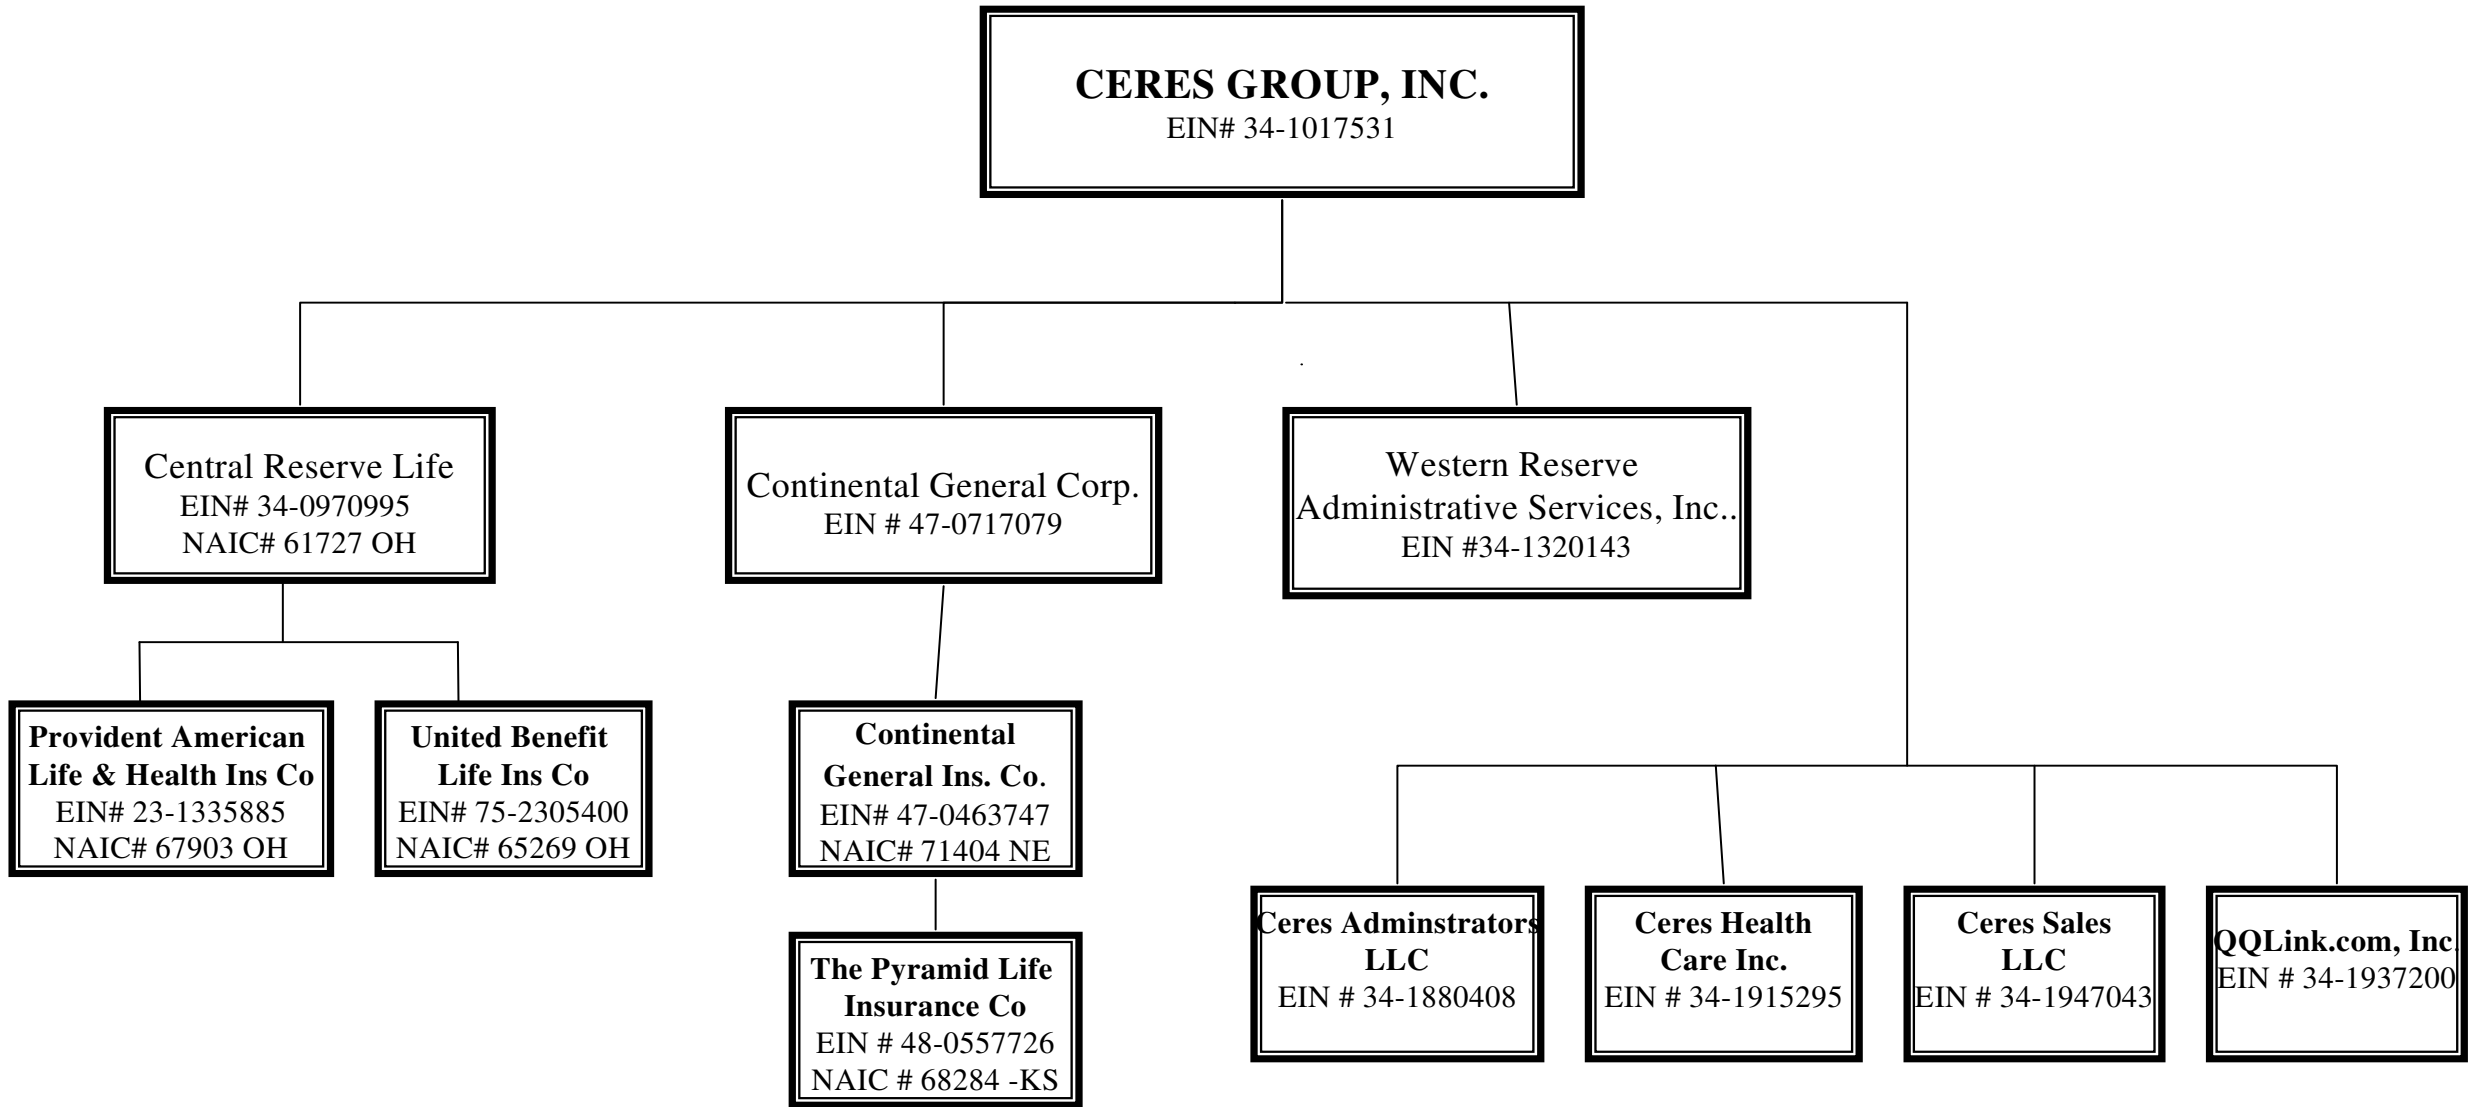 CERES GROUP, INC.
EIN# 34-1017531
Central Reserve Life
EIN# 34-0970995
NAIC# 61727 OH
Continental General Corp.
EIN # 47-0717079
Western Reserve
Administrative Services, Inc..
EIN #34-1320143
Provident American
Life & Health Ins Co
EIN# 23-1335885
NAIC# 67903 OH
United Benefit
Life Ins Co
EIN# 75-2305400
NAIC# 65269 OH
Continental
General Ins. Co.
EIN# 47-0463747
NAIC# 71404 NE
The Pyramid Life
Insurance Co
EIN # 48-0557726
NAIC # 68284 -KS
Ceres Adminstrators
LLC
EIN # 34-1880408
Ceres Health
Care Inc.
EIN # 34-1915295
Ceres Sales
LLC
EIN # 34-1947043
QQLink.com, Inc.
EIN # 34-1937200